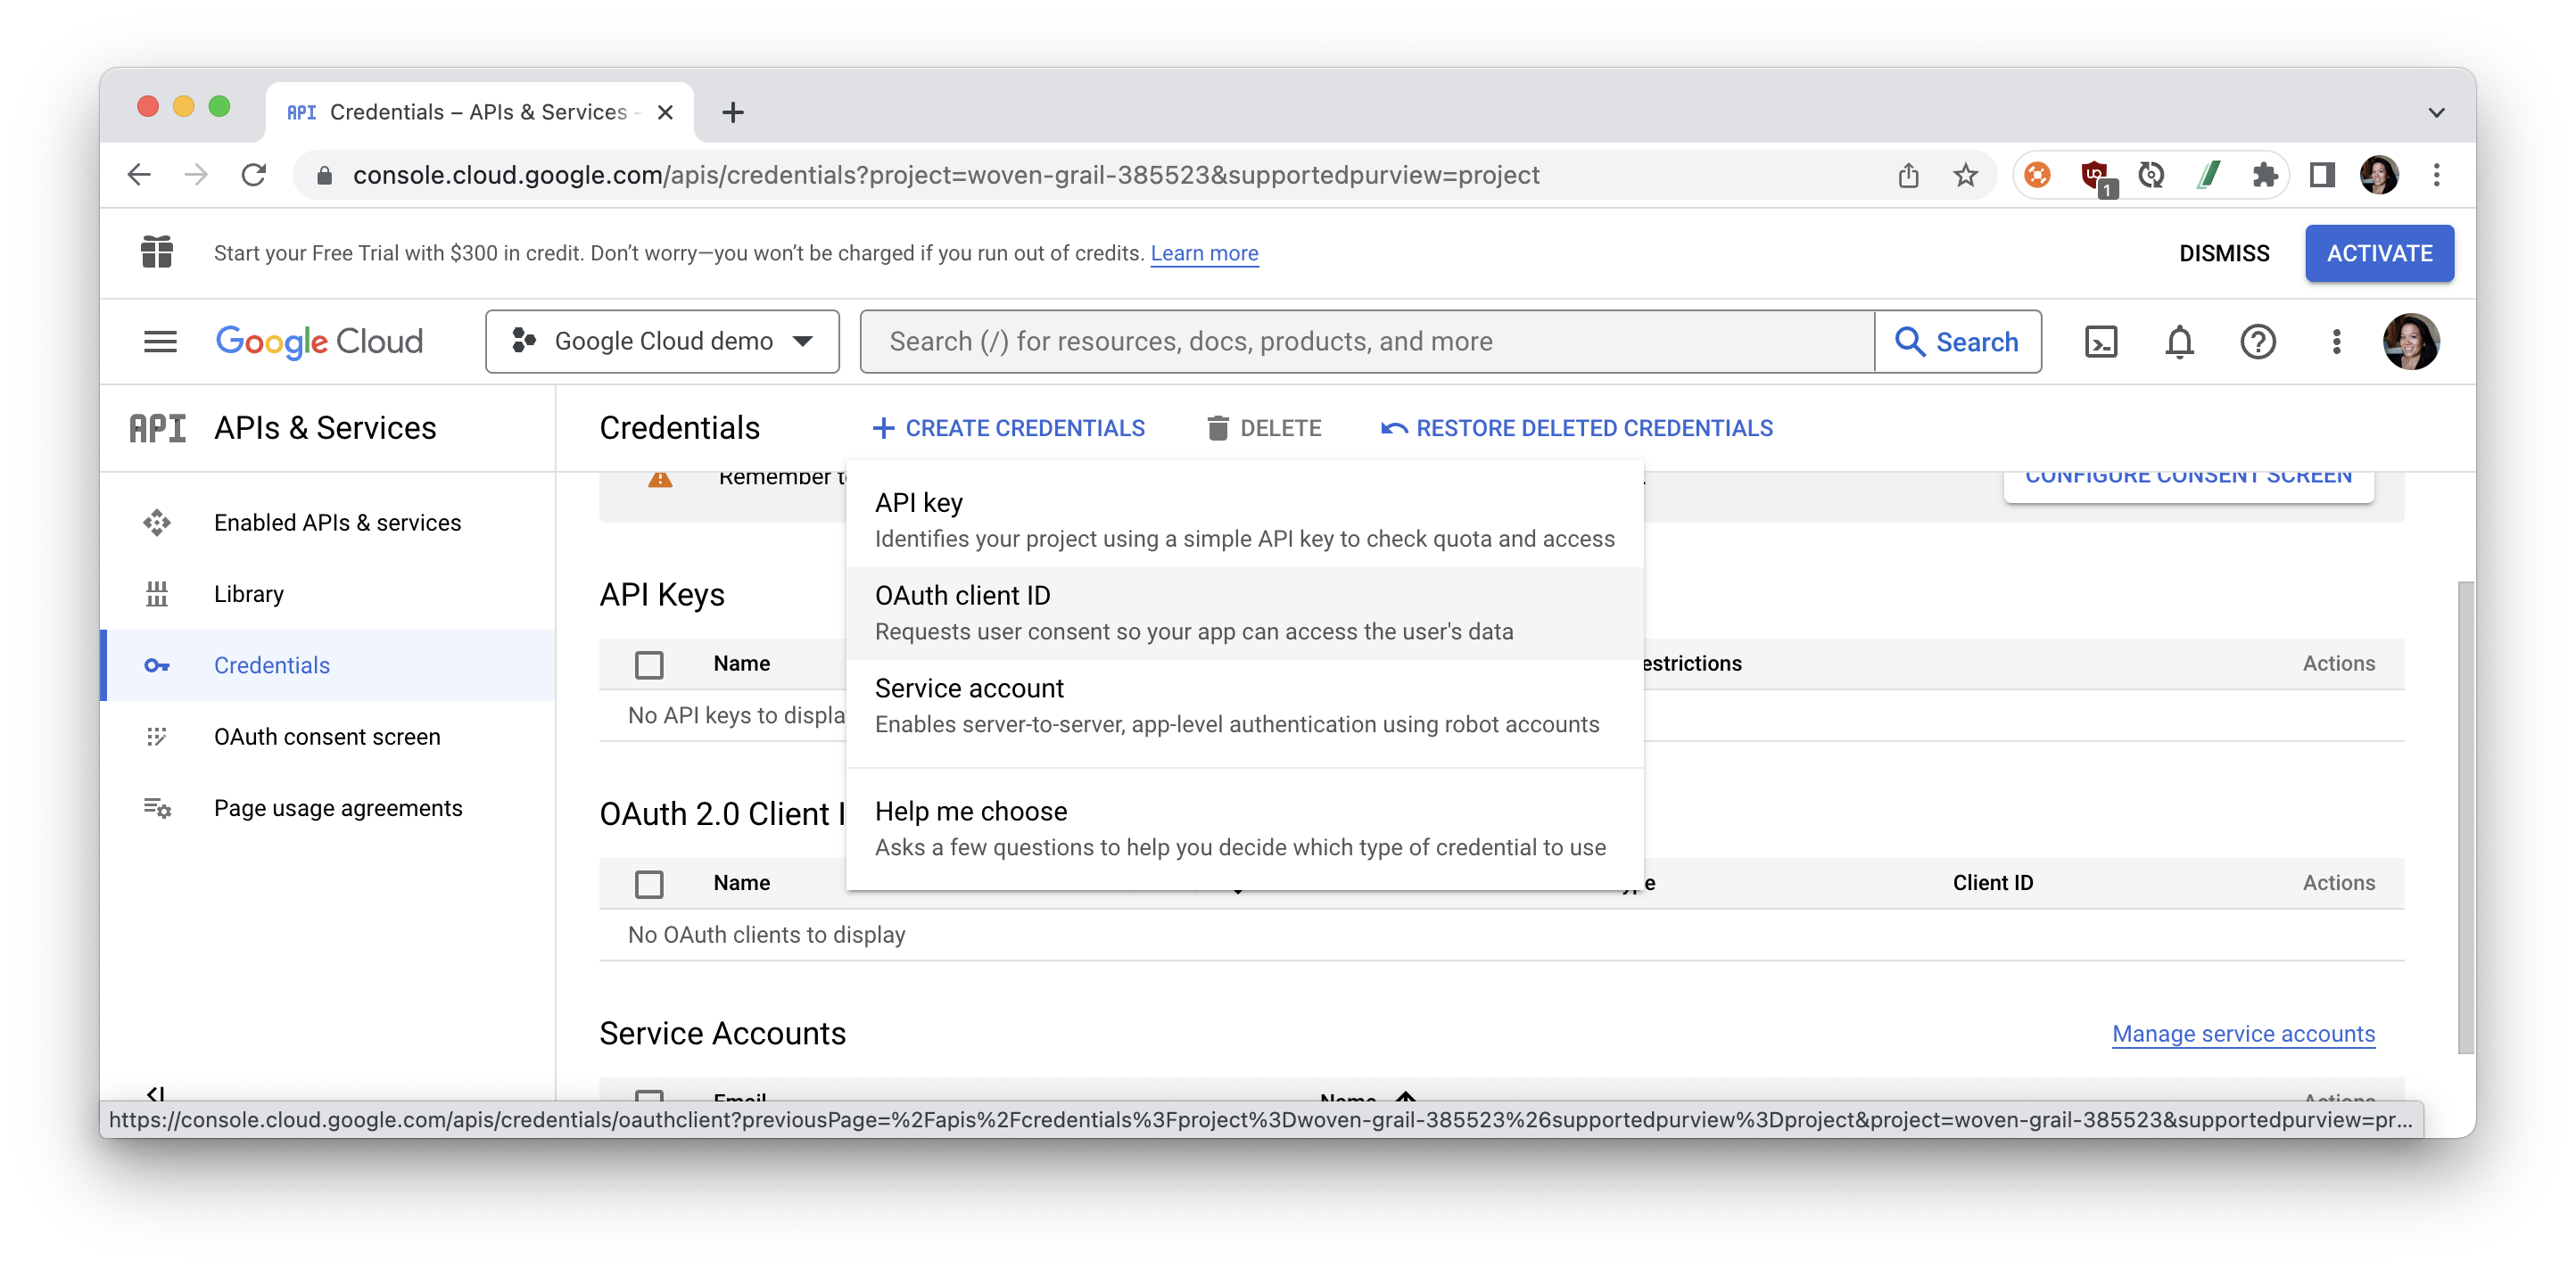 API Credentials – APIs & Services -
console.cloud.google.com/apis/credentials?project=woven-grail-385523&supportedpurview=project
1
Start your Free Trial with $300 in credit. Don’t worry—you won’t be charged if you run out of credits. Learn more
DISMISS
ACTIVATE
Google Cloud
Google Cloud demo
Search (/) for resources, docs, products, and more
Search
API APIs & Services
Credentials
CREATE CREDENTIALS
DELETE
RESTORE DELETED CREDENTIALS
Enabled APIs & services
Library
Credentials
OAuth consent screen
Page usage agreements
Remember
CONFIGURE CONSENT SCREEN
API key
Identifies your project using a simple API key to check quota and access
OAuth client ID
Requests user consent so your app can access the user's data
Service account
Enables server-to-server, app-level authentication using robot accounts
Help me choose
Asks a few questions to help you decide which type of credential to use
API Keys
Name
estrictions
Actions
No API keys to displa
OAuth 2.0 Client I
Name
Client ID
Actions
No OAuth clients to display
Service Accounts
Manage service accounts
Email
Name
Actions
https://console.cloud.google.com/apis/credentials/oauthclient?previousPage=%2Fapis%2Fcredentials%3Fproject%3Dwoven-grail-385523%26supportedpurview%3Dproject&project=woven-grail-385523&supportedpurview=pr...